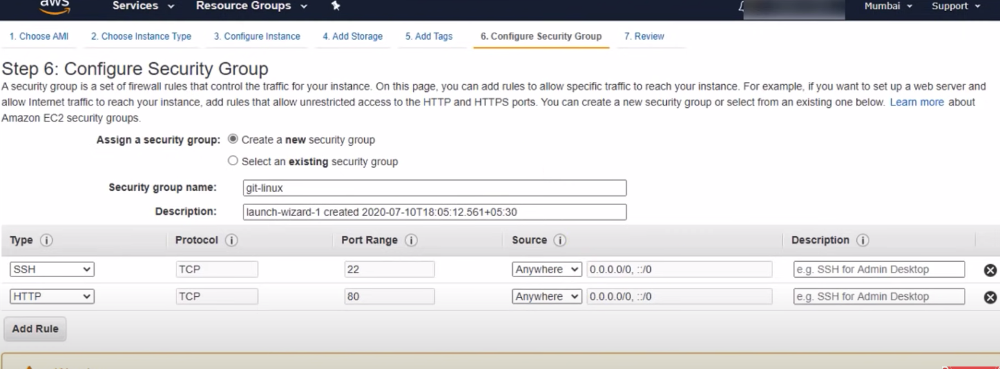 aws Services Resource Groups Mumbai Support
1. Choose AMI 2. Choose Instance Type 3. Configure Instance 4. Add Storage 5. Add Tags 6. Configure Security Group 7. Review
Step 6: Configure Security Group
A security group is a set of firewall rules that control the traffic for your instance. On this page, you can add rules to allow specific traffic to reach your instance. For example, if you want to set up a web server and
allow Internet traffic to reach your instance, add rules that allow unrestricted access to the HTTP and HTTPS ports. You can create a new security group or select from an existing one below. Learn more about
Amazon EC2 security groups.
Assign a security group: Create a new security group
Select an existing security group
Security group name: git-linux
Description: launch-wizard-1 created 2020-07-10T18:05:12.561+05:30
Type Protocol Port Range Source Description
SSH TCP 22 Anywhere 0.0.0.0/0, ::/0 e.g. SSH for Admin Desktop
HTTP TCP 80 Anywhere 0.0.0.0/0, ::/0 e.g. SSH for Admin Desktop
Add Rule